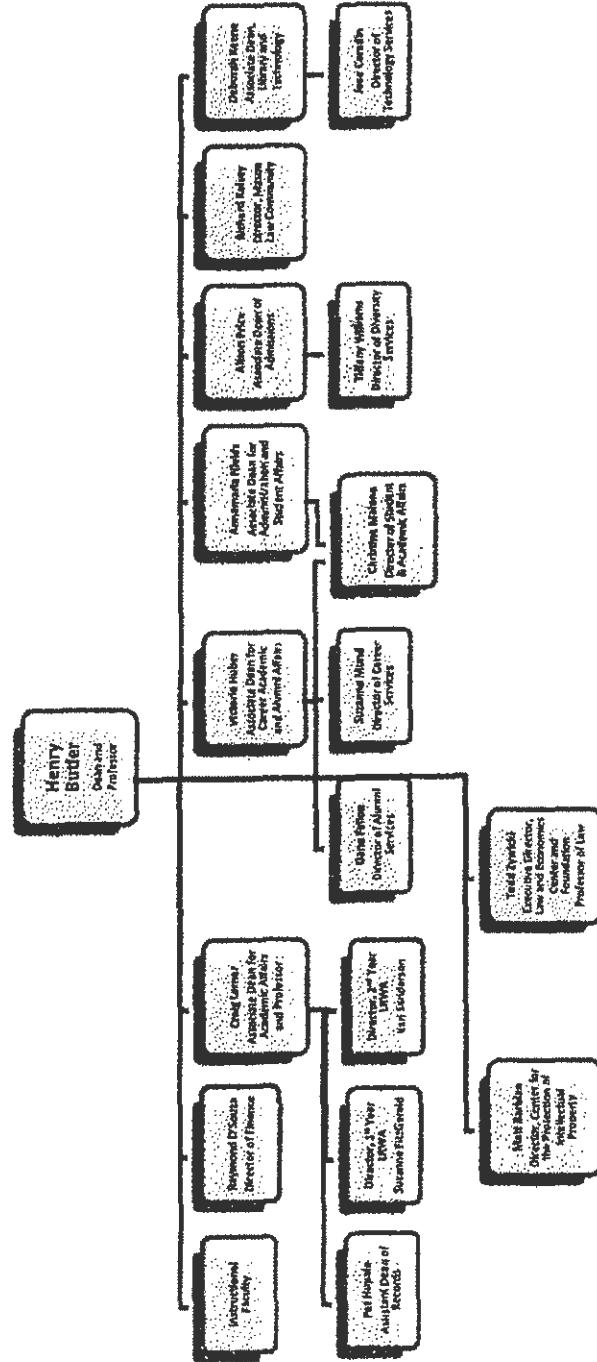 Henry
Butler
Dean and
Professor
Instructional
Faculty
Raymond D'Souza
Director of Finance
Craig Lerner
Associate Dean for
Academic Affairs
and Professor
Victoria Huber
Associate Dean for
Career Academic
and Alumni Affairs
Annamaria
Associate Dean for
Administration and
Student Affairs
Alison Price
Associate Dean of
Admissions
Richard Kelsey
Director, Mason
Law Community
Deborah Keene
Associate Dean,
Library and
Technology
Pat
Assistant Dean of
Records
Director, 1st Year
LRWA
Suzanne FitzGerald
Director, 2nd Year
LRWA
Kari Sanderson
Director of Alumni
Services
Suzanne Mund
Director of Career
Services
Christine Malone
Director of Student
& Academic Affairs
Tiffany Williams
Director of Diversity
Services
Jose
Director of
Technology Services
Director, Center for
the Protection of
Intellectual
Property
Todd Zywicki
Executive Director,
Law and Economics
Center and
Foundation
Professor of Law